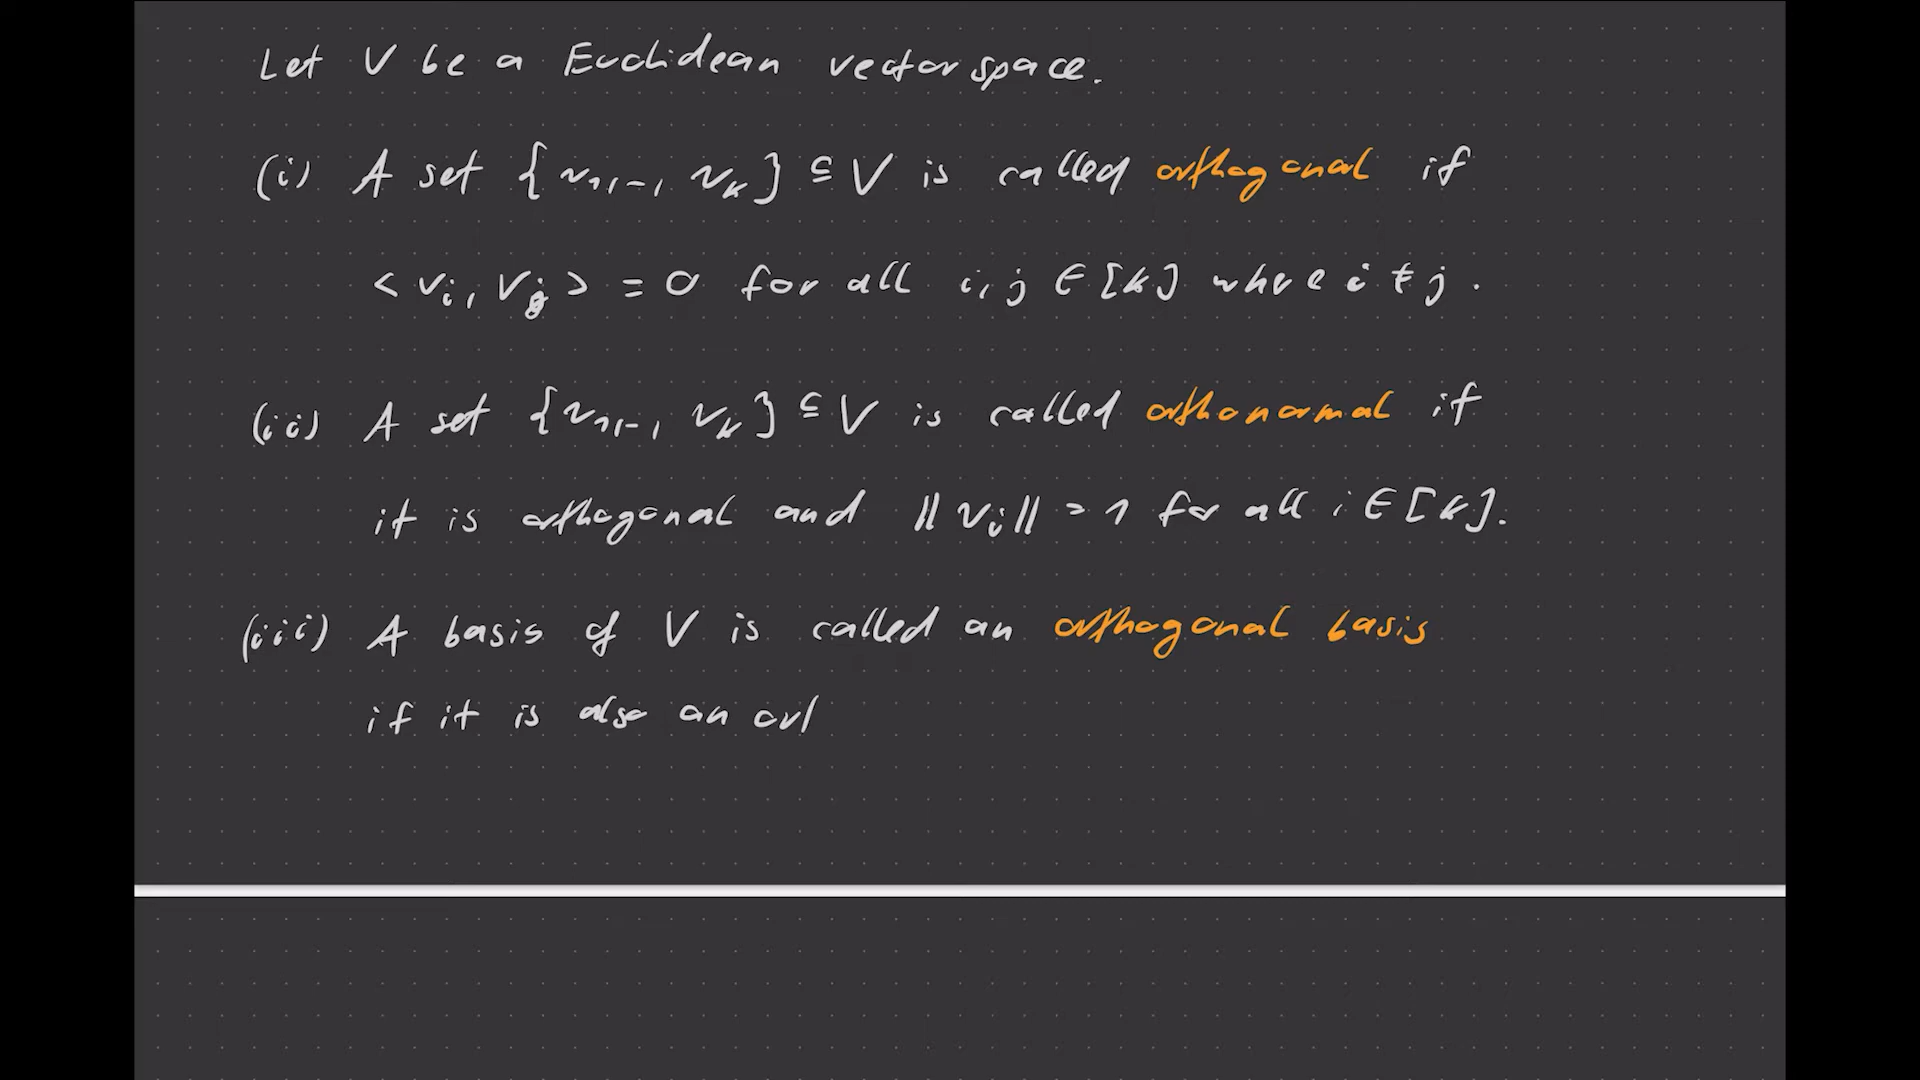 Let V be a Euclidean vector space.
(i) A set {v₁,–, vₖ} ⊆ V is called orthogonal if
<vᵢ, vⱼ> = 0 for all i, j ∈ [k] where i ≠ j.
(ii) A set {v₁,–, vₖ} ⊆ V is called orthonormal if
it is orthogonal and ||vᵢ|| = 1 for all i ∈ [k].
(iii) A basis of V is called an orthogonal basis
if it is also an